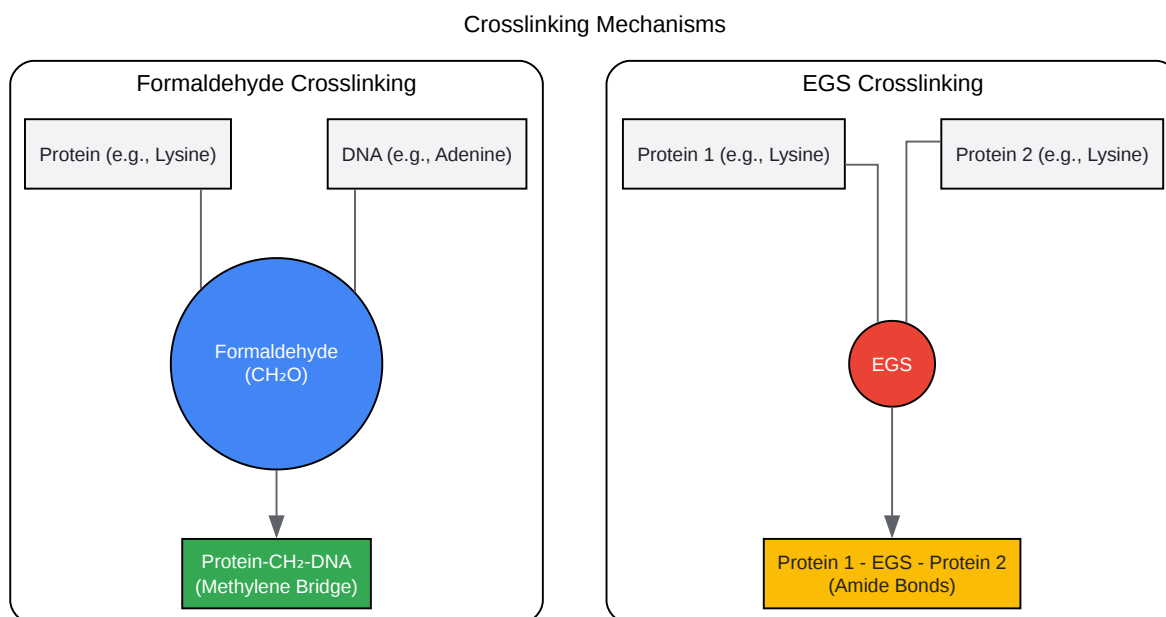 Crosslinking Mechanisms
Formaldehyde Crosslinking
Protein (e.g., Lysine)
DNA (e.g., Adenine)
Formaldehyde
(CH₂O)
Protein-CH₂-DNA
(Methylene Bridge)
EGS Crosslinking
Protein 1 (e.g., Lysine)
Protein 2 (e.g., Lysine)
EGS
Protein 1 - EGS - Protein 2
(Amide Bonds)